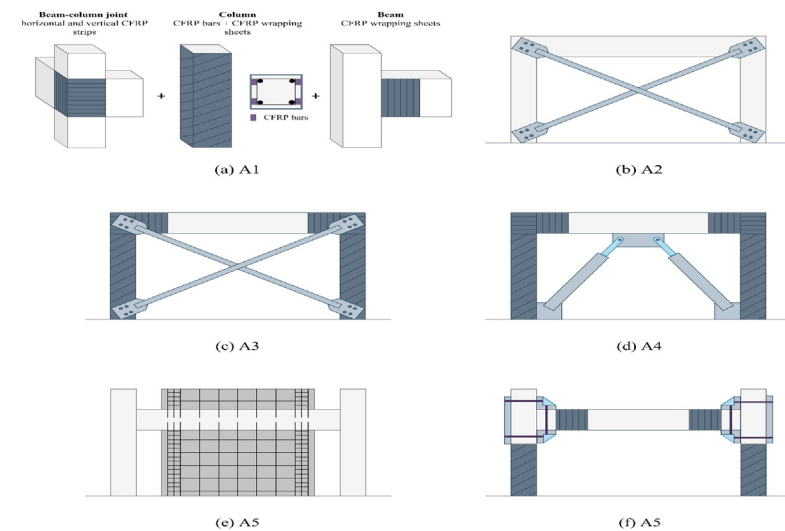 Beam-column joint
horizontal and vertical CFRP
strips
Column
CFRP bars + CFRP wrapping
sheets
Beam
CFRP wrapping sheets
+
+
CFRP bars
(a) A1
(b) A2
(c) A3
(d) A4
(e) A5
(f) A5